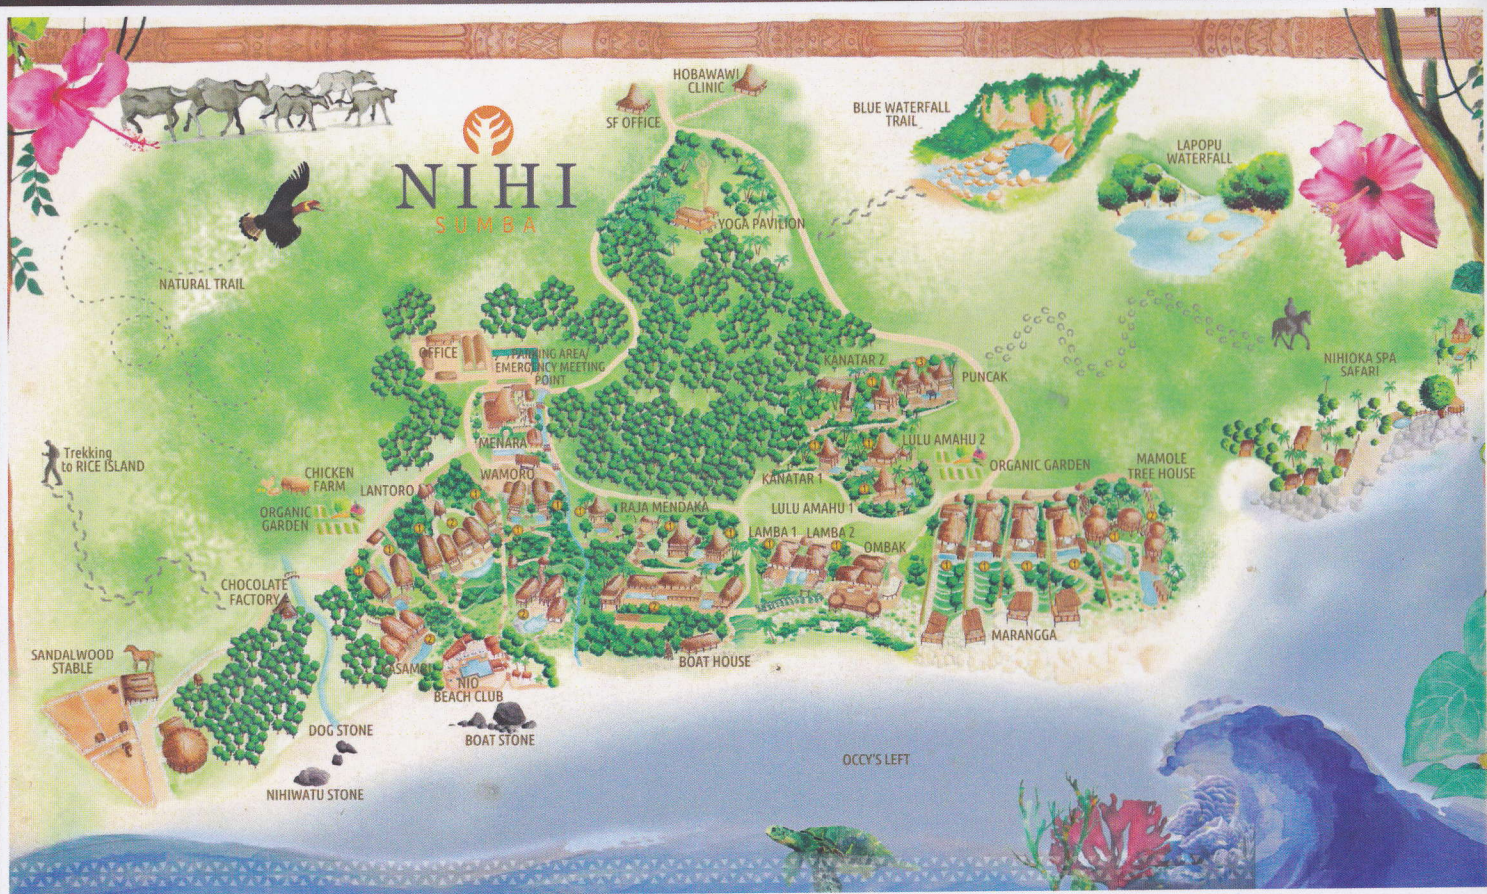 HOBAWAWI
CLINIC
SF OFFICE
BLUE WATERFALL
TRAIL
LAPOPU
WATERFALL
NIHI
SUMBA
YOGA PAVILION
NATURAL TRAIL
OFFICE
PARKING AREA/
EMERGENCY MEETING
POINT
KANATAR 2
PUNCAK
NIHIOKA SPA
SAFARI
MENARA
LULU AMAHU 2
Trekking
to RICE ISLAND
CHICKEN
FARM
WAMORO
KANATAR 1
ORGANIC GARDEN
MAMOLE
TREE HOUSE
LANTORO
ORGANIC
GARDEN
RAJA MENDAKA
LULU AMAHU 1
LAMBA 1
LAMBA 2
OMBAK
CHOCOLATE
FACTORY
MARANGGA
SANDALWOOD
STABLE
BOAT HOUSE
NIO
BEACH CLUB
DOG STONE
BOAT STONE
OCCY'S LEFT
NIHIWATU STONE